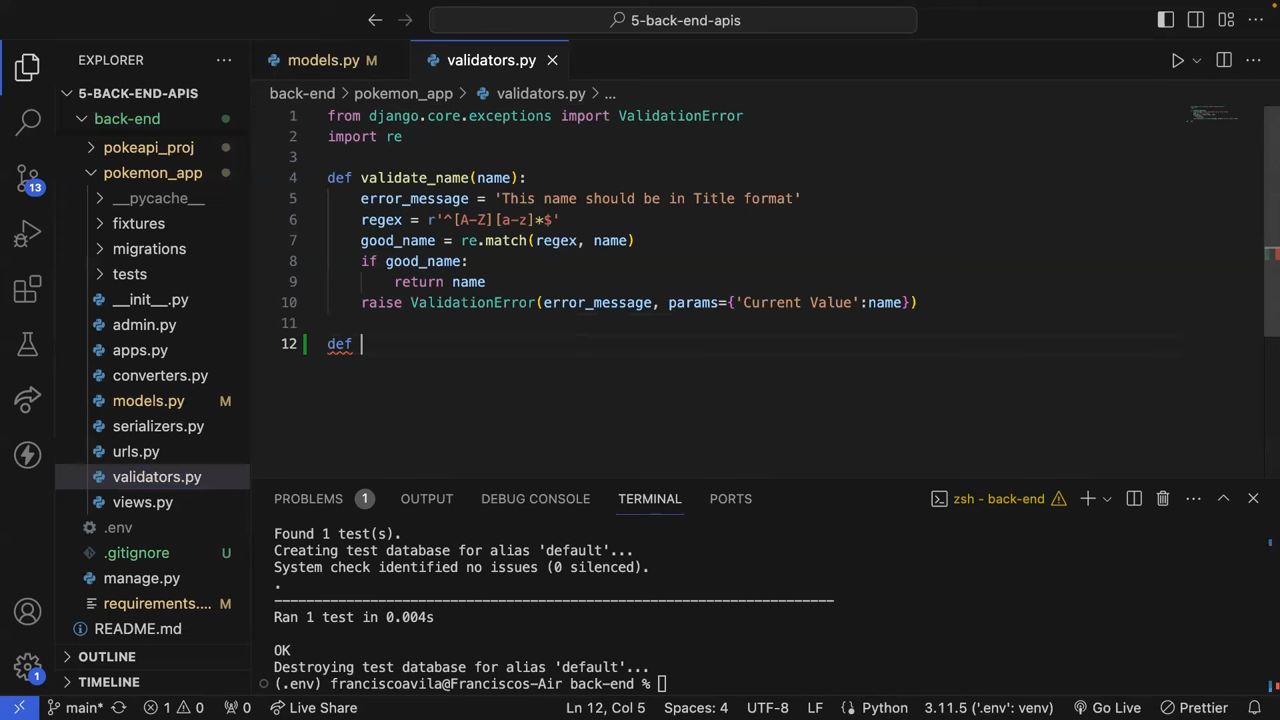 5-back-end-apis
EXPLORER
models.py M
validators.py
5-BACK-END-APIS
back-end > pokemon_app > validators.py > ...
back-end
pokeapi_proj
pokemon_app
__pycache__
fixtures
migrations
tests
__init__.py
admin.py
apps.py
converters.py
models.py M
serializers.py
urls.py
validators.py
views.py
.env
.gitignore U
manage.py
requirements.... M
README.md
OUTLINE
TIMELINE
13
1
1 from django.core.exceptions import ValidationError
2 import re
3
4 def validate_name(name):
5 error_message = 'This name should be in Title format'
6 regex = r'^[A-Z][a-z]*$'
7 good_name = re.match(regex, name)
8 if good_name:
9 return name
10 raise ValidationError(error_message, params={'Current Value':name})
11
12 def
PROBLEMS 1 OUTPUT DEBUG CONSOLE TERMINAL PORTS
zsh - back-end
Found 1 test(s).
Creating test database for alias 'default'...
System check identified no issues (0 silenced).
.
----------------------------------------------------------------------
Ran 1 test in 0.004s
OK
Destroying test database for alias 'default'...
(.env) franciscoavila@Franciscos-Air back-end %
main* 1 0 0 Live Share Ln 12, Col 5 Spaces: 4 UTF-8 LF Python 3.11.5 ('.env': venv) Go Live Prettier